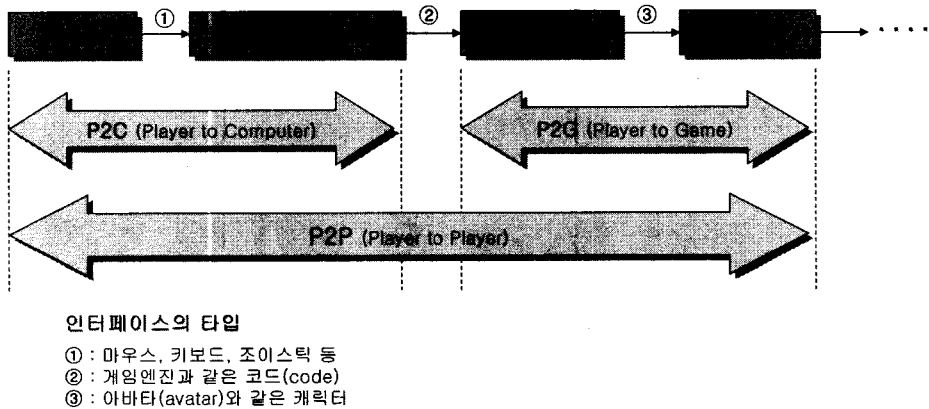 ① ② ③
P2C (Player to Computer)
P2G (Player to Game)
P2P (Player to Player)
인터페이스의 타입
① : 마우스, 키보드, 조이스틱 등
② : 게임엔진과 같은 코드(code)
③ : 아바타(avatar)와 같은 캐릭터